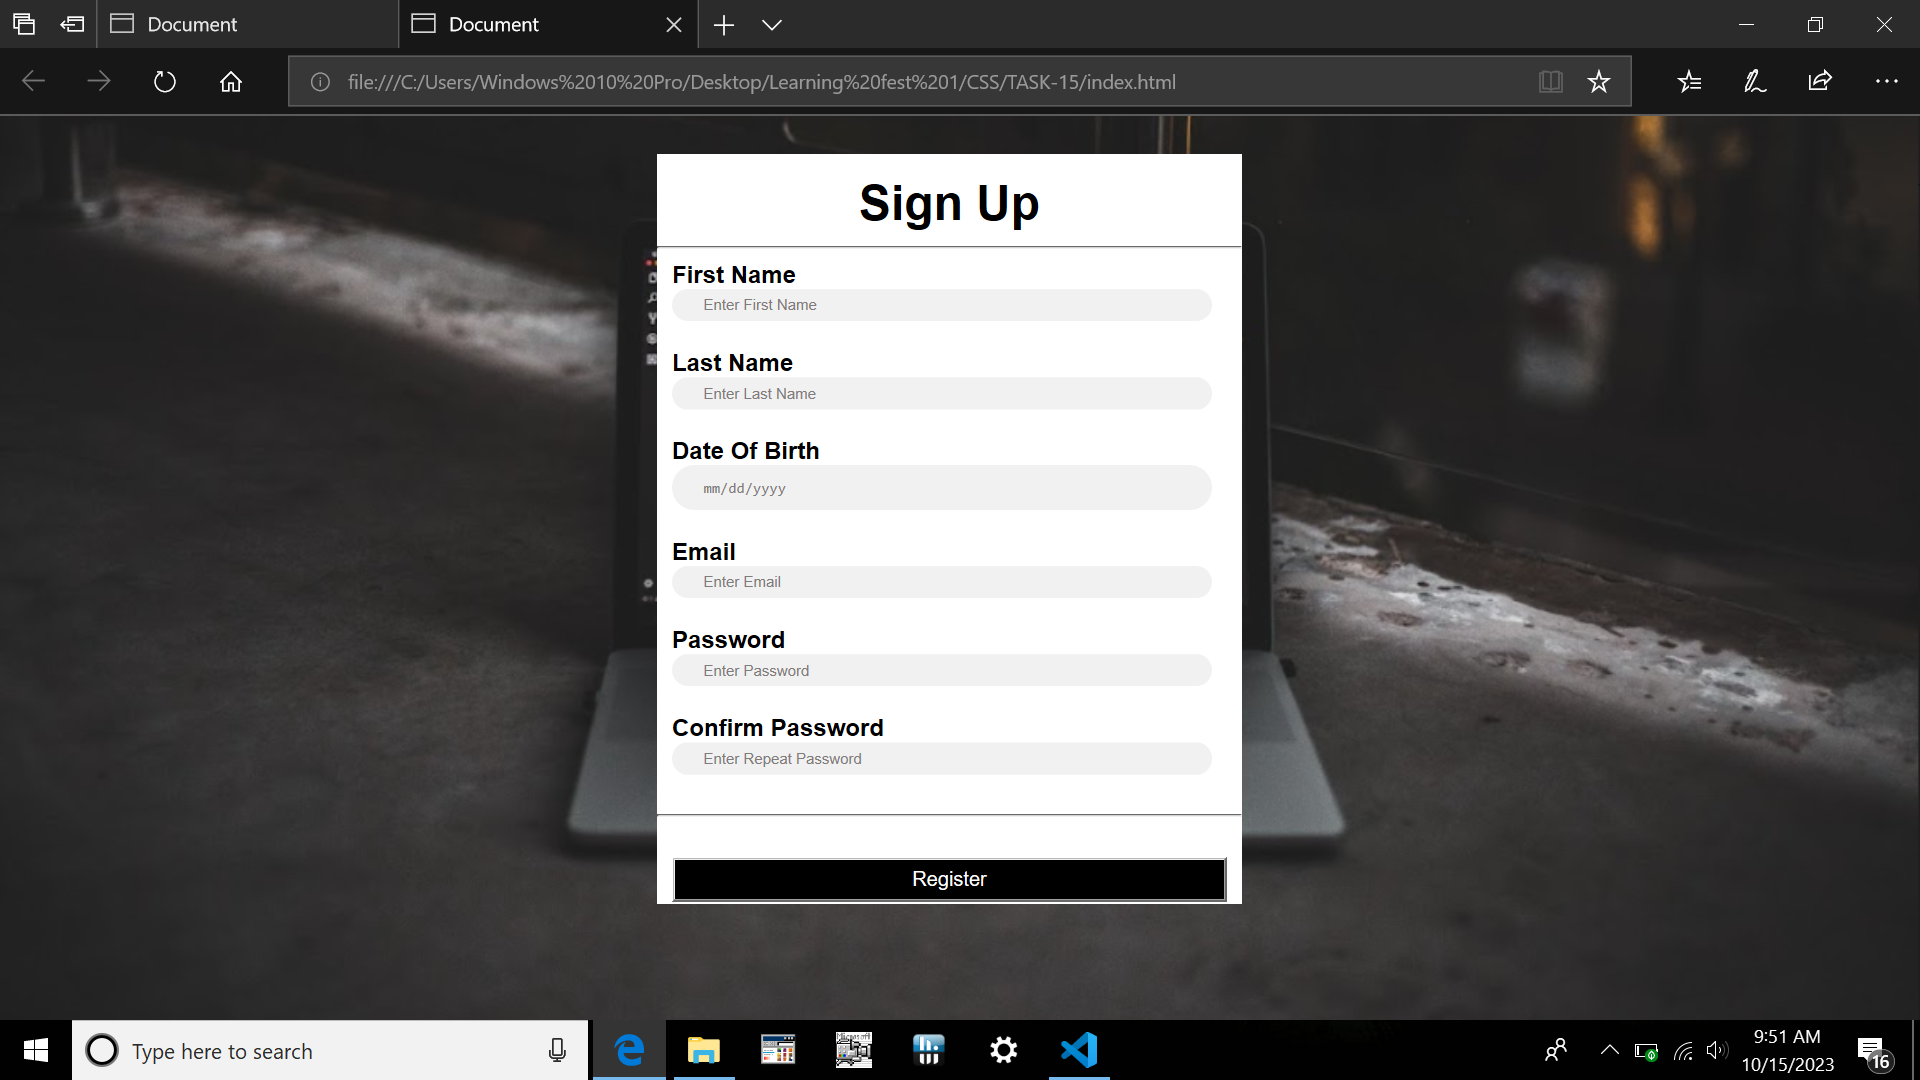 Document
Document
file:///C:/Users/Windows%2010%20Pro/Desktop/Learning%20fest%201/CSS/TASK-15/index.html
Sign Up
First Name
Enter First Name
Last Name
Enter Last Name
Date Of Birth
mm/dd/yyyy
Email
Enter Email
Password
Enter Password
Confirm Password
Enter Repeat Password
Register
Type here to search
Microsoft
9:51 AM
10/15/2023
16